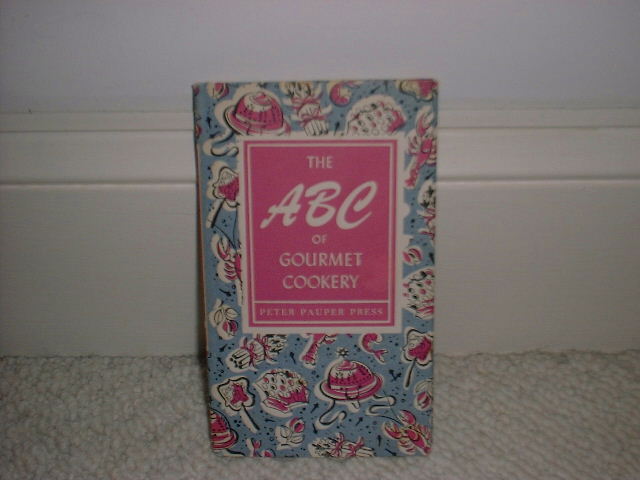 THE
ABC
OF
GOURMET
COOKERY
PETER PAUPER PRESS